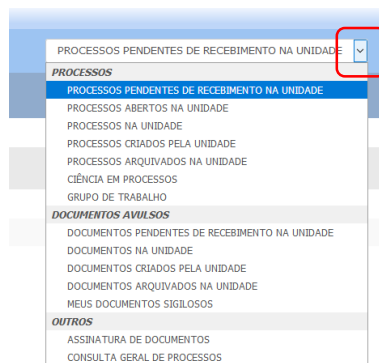 PROCESSOS PENDENTES DE RECEBIMENTO NA UNIDADE
PROCESSOS
PROCESSOS PENDENTES DE RECEBIMENTO NA UNIDADE
PROCESSOS ABERTOS NA UNIDADE
PROCESSOS NA UNIDADE
PROCESSOS CRIADOS PELA UNIDADE
PROCESSOS ARQUIVADOS NA UNIDADE
CIÊNCIA EM PROCESSOS
GRUPO DE TRABALHO
DOCUMENTOS AVULSOS
DOCUMENTOS PENDENTES DE RECEBIMENTO NA UNIDADE
DOCUMENTOS NA UNIDADE
DOCUMENTOS CRIADOS PELA UNIDADE
DOCUMENTOS ARQUIVADOS NA UNIDADE
MEUS DOCUMENTOS SIGILOSOS
OUTROS
ASSINATURA DE DOCUMENTOS
CONSULTA GERAL DE PROCESSOS